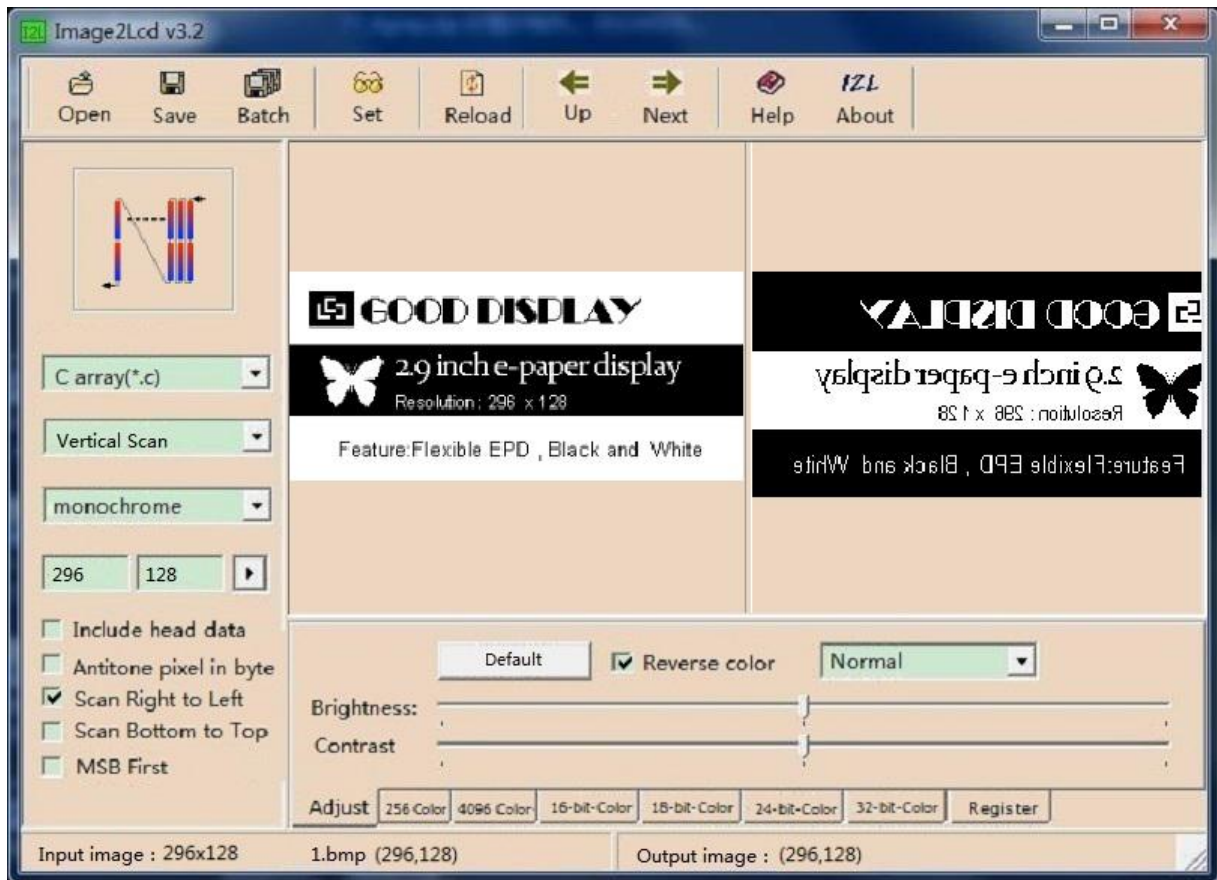 I2L Image2Lcd v3.2
Open Save Batch Set Reload Up Next Help I2L About
C array(*.c)
Vertical Scan
monochrome
296 128
Include head data
Antitone pixel in byte
Scan Right to Left
Scan Bottom to Top
MSB First
GOOD DISPLAY
2.9 inch e-paper display
Resolution: 296 x 128
Feature:Flexible EPD , Black and White
GOOD DISPLAY
2.9 inch e-paper display
Resolution: 296 x 128
Feature:Flexible EPD , Black and White
Default Reverse color Normal
Brightness:
Contrast
Adjust 256 Color 4096 Color 16-bit-Color 18-bit-Color 24-bit-Color 32-bit-Color Register
Input image : 296x128 1.bmp (296,128) Output image : (296,128)